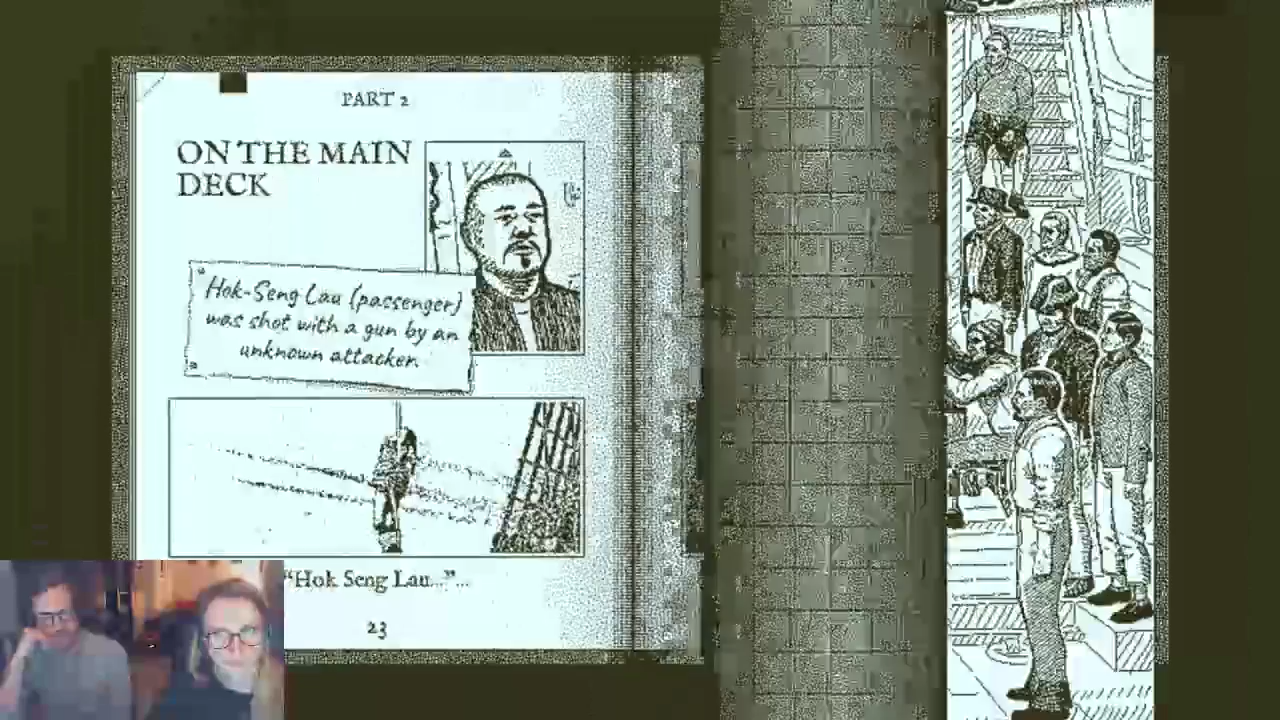 PART 2
ON THE MAIN
DECK
Hok-Seng Lau (passenger)
was shot with a gun by an
unknown attacker.
"Hok Seng Lau..."...
23